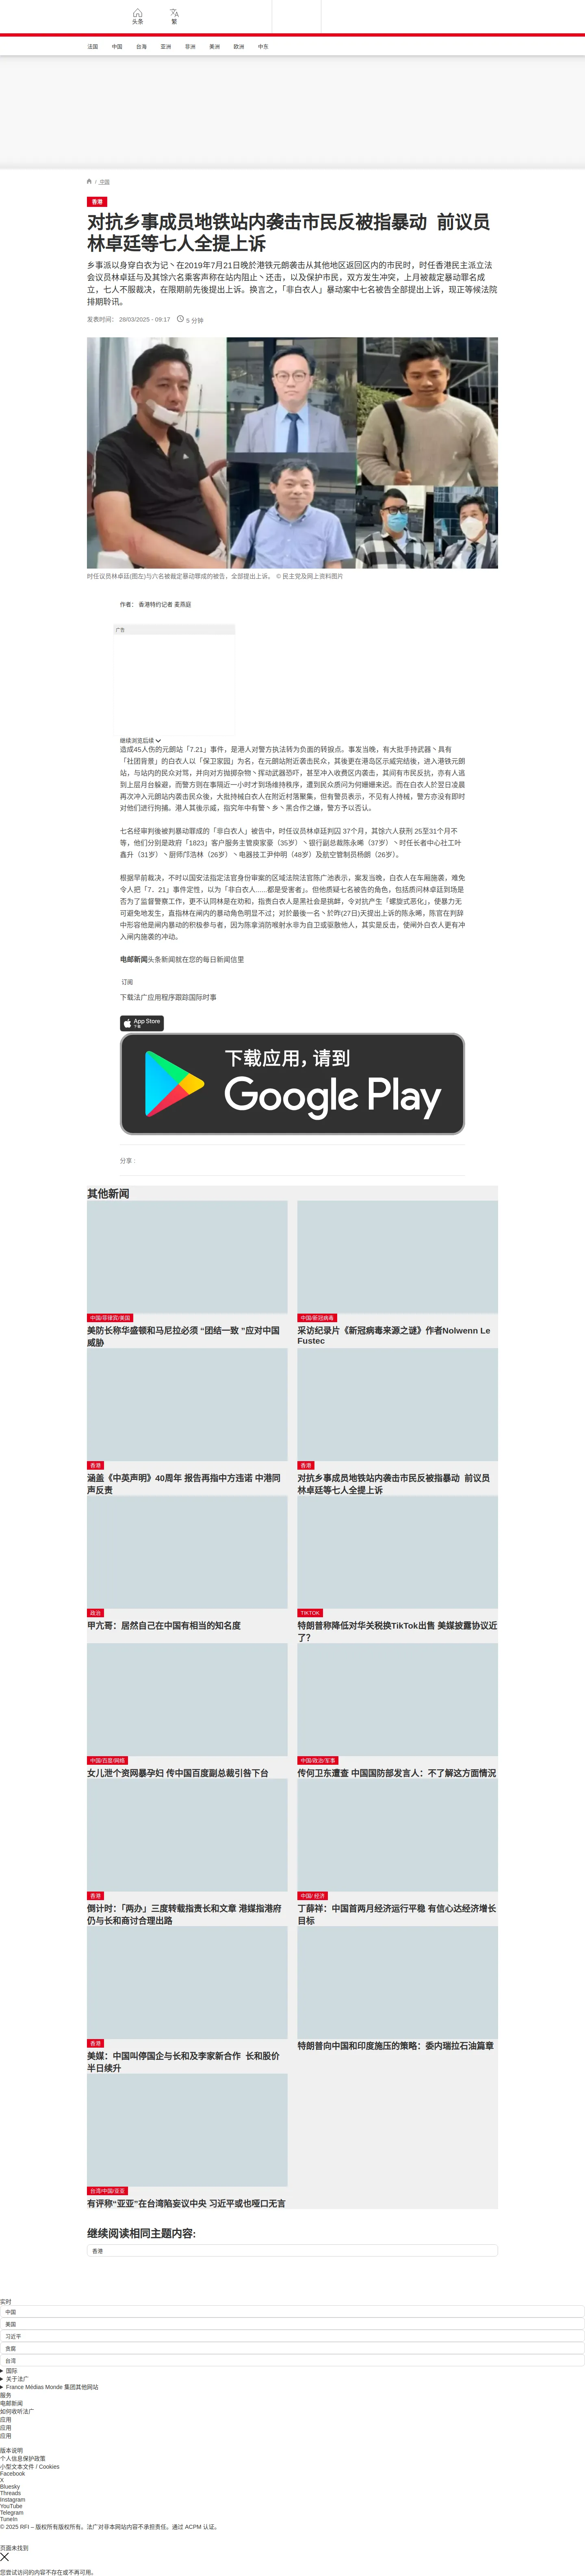 头条
繁
法国
中国
台海
亚洲
非洲
美洲
欧洲
中东
/ 中国
香港
对抗乡事成员地铁站内袭击市民反被指暴动 前议员
林卓廷等七人全提上诉
乡事派以身穿白衣为记丶在2019年7月21日晚於港铁元朗袭击从其他地区返回区内的市民时，时任香港民主派立法
会议员林卓廷与及其馀六名乘客声称在站内阻止丶还击，以及保护市民，双方发生冲突，上月被裁定暴动罪名成
立，七人不服裁决，在限期前先後提出上诉。换言之，「非白衣人」暴动案中七名被告全部提出上诉，现正等候法院
排期聆讯。
发表时间： 28/03/2025 - 09:17
5 分钟
时任议员林卓廷(图左)与六名被裁定暴动罪成的被告，全部提出上诉。 © 民主党及网上资料图片
作者： 香港特约记者 麦燕庭
广告
继续浏览后续
造成45人伤的元朗站「7.21」事件，是港人对警方执法转为负面的转捩点。事发当晚，有大批手持武器丶具有
「社团背景」的白衣人以「保卫家园」为名，在元朗站附近袭击民众，其後更在港岛区示威完结後，进入港铁元朗
站，与站内的民众对骂，并向对方抛掷杂物丶挥动武器恐吓，甚至冲入收费区内袭击，其间有市民反抗，亦有人逃
到上层月台躲避，而警方则在事隔近一小时才到场维持秩序，遭到民众质问为何姗姗来迟。而在白衣人於翌日凌晨
再次冲入元朗站内袭击民众後，大批持械白衣人在附近村落聚集，但有警员表示，不见有人持械，警方亦没有即时
对他们进行拘捕。港人其後示威，指究年中有警丶乡丶黑合作之嫌，警方予以否认。
七名经审判後被判暴动罪成的「非白衣人」被告中，时任议员林卓廷判囚 37个月，其馀六人获刑 25至31个月不
等，他们分别是政府「1823」客户服务主管庾家豪（35岁）丶银行副总裁陈永晞（37岁）丶时任长者中心社工叶
鑫升（31岁）丶厨师邝浩林（26岁）丶电器技工尹仲明（48岁）及航空管制员杨朗（26岁）。
根据早前裁决，不时以国安法指定法官身份审案的区域法院法官陈广池表示，案发当晚，白衣人在车厢施袭，难免
令人把「7．21」事件定性，以为「非白衣人......都是受害者」。但他质疑七名被告的角色，包括质问林卓廷到场是
否为了监督警察工作，更不认同林是在劝和，指责白衣人是黑社会是挑衅，令对抗产生「螺旋式恶化」，使暴力无
可避免地发生，直指林在闸内的暴动角色明显不过；对於最後一名丶於昨(27日)天提出上诉的陈永晞，陈官在判辞
中形容他是闸内暴动的积极参与者，因为陈拿消防喉射水非为自卫或驱散他人，其实是反击，使闸外白衣人更有冲
入闸内施袭的冲动。
电邮新闻头条新闻就在您的每日新闻信里
订阅
下载法广应用程序跟踪国际时事
App Store
下载
下载应用，请到
Google Play
分享 :
其他新闻
中国/菲律宾/美国
美防长称华盛顿和马尼拉必须 “团结一致 ”应对中国
威胁
中国/新冠病毒
采访纪录片《新冠病毒来源之谜》作者Nolwenn Le
Fustec
香港
涵盖《中英声明》40周年 报告再指中方违诺 中港同
声反责
香港
对抗乡事成员地铁站内袭击市民反被指暴动 前议员
林卓廷等七人全提上诉
政治
甲亢哥：居然自己在中国有相当的知名度
TIKTOK
特朗普称降低对华关税换TikTok出售 美媒披露协议近
了？
中国/百度/网络
女儿泄个资网暴孕妇 传中国百度副总裁引咎下台
中国/政治/军事
传何卫东遭查 中国国防部发言人：不了解这方面情况
香港
倒计时：「两办」三度转载指责长和文章 港媒指港府
仍与长和商讨合理出路
中国/ 经济
丁薛祥：中国首两月经济运行平稳 有信心达经济增长
目标
香港
美媒：中国叫停国企与长和及李家新合作 长和股价
半日续升
特朗普向中国和印度施压的策略：委内瑞拉石油篇章
台湾/中国/亚亚
有评称“亚亚”在台湾陷妄议中央 习近平或也哑口无言
继续阅读相同主题内容:
香港
实时
中国
美国
习近平
贪腐
台湾
国际
关于法广
France Médias Monde 集团其他网站
服务
电邮新闻
如何收听法广
应用
应用
应用
版本说明
个人信息保护政策
小型文本文件 / Cookies
Facebook
X
Bluesky
Threads
Instagram
YouTube
Telegram
TuneIn
© 2025 RFI – 版权所有版权所有。法广对非本网站内容不承担责任。通过 ACPM 认证。
页面未找到
您尝试访问的内容不存在或不再可用。